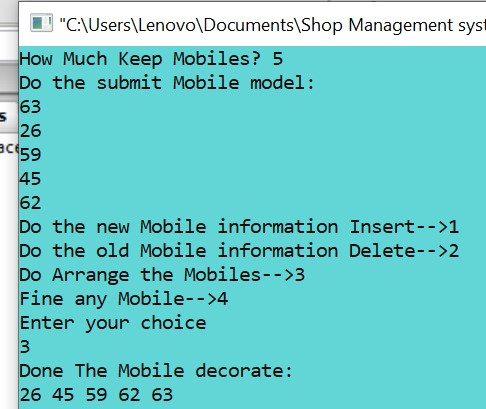 "C:\Users\Lenovo\Documents\Shop Management syst
How Much Keep Mobiles? 5
Do the submit Mobile model:
63
26
59
45
62
Do the new Mobile information Insert-->1
Do the old Mobile information Delete-->2
Do Arrange the Mobiles-->3
Fine any Mobile-->4
Enter your choice
3
Done The Mobile decorate:
26 45 59 62 63